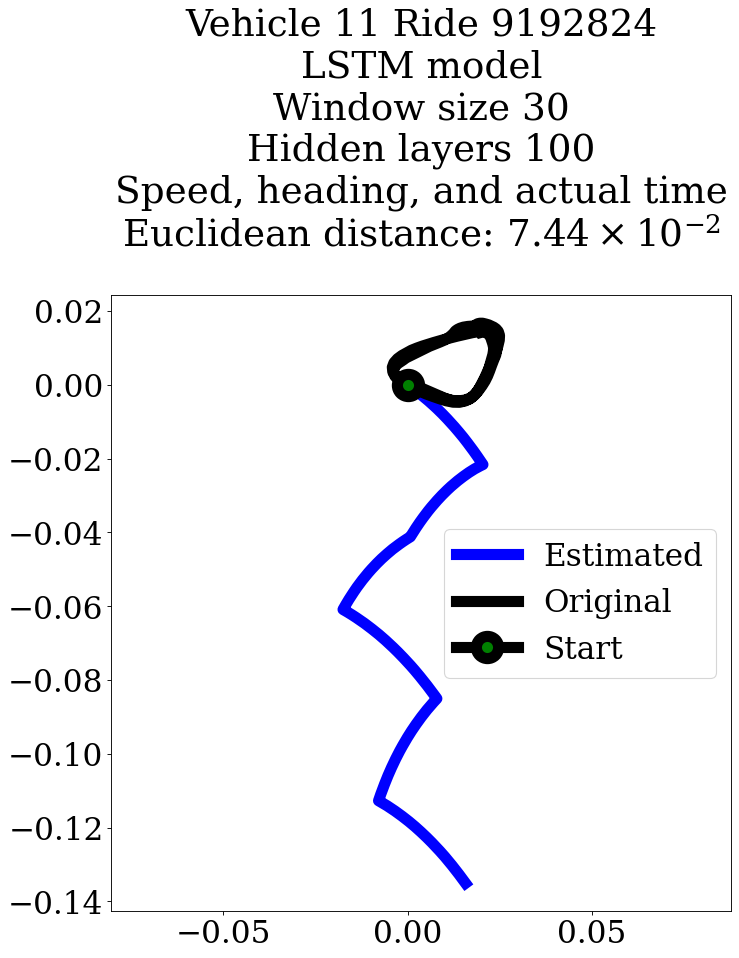 Vehicle 11 Ride 9192824
LSTM model
Window size 30
Hidden layers 100
Speed, heading, and actual time
Euclidean distance: 7.44 × 10⁻²
0.02
0.00
−0.02
−0.04
−0.06
−0.08
−0.10
−0.12
−0.14
Estimated
Original
Start
−0.05
0.00
0.05